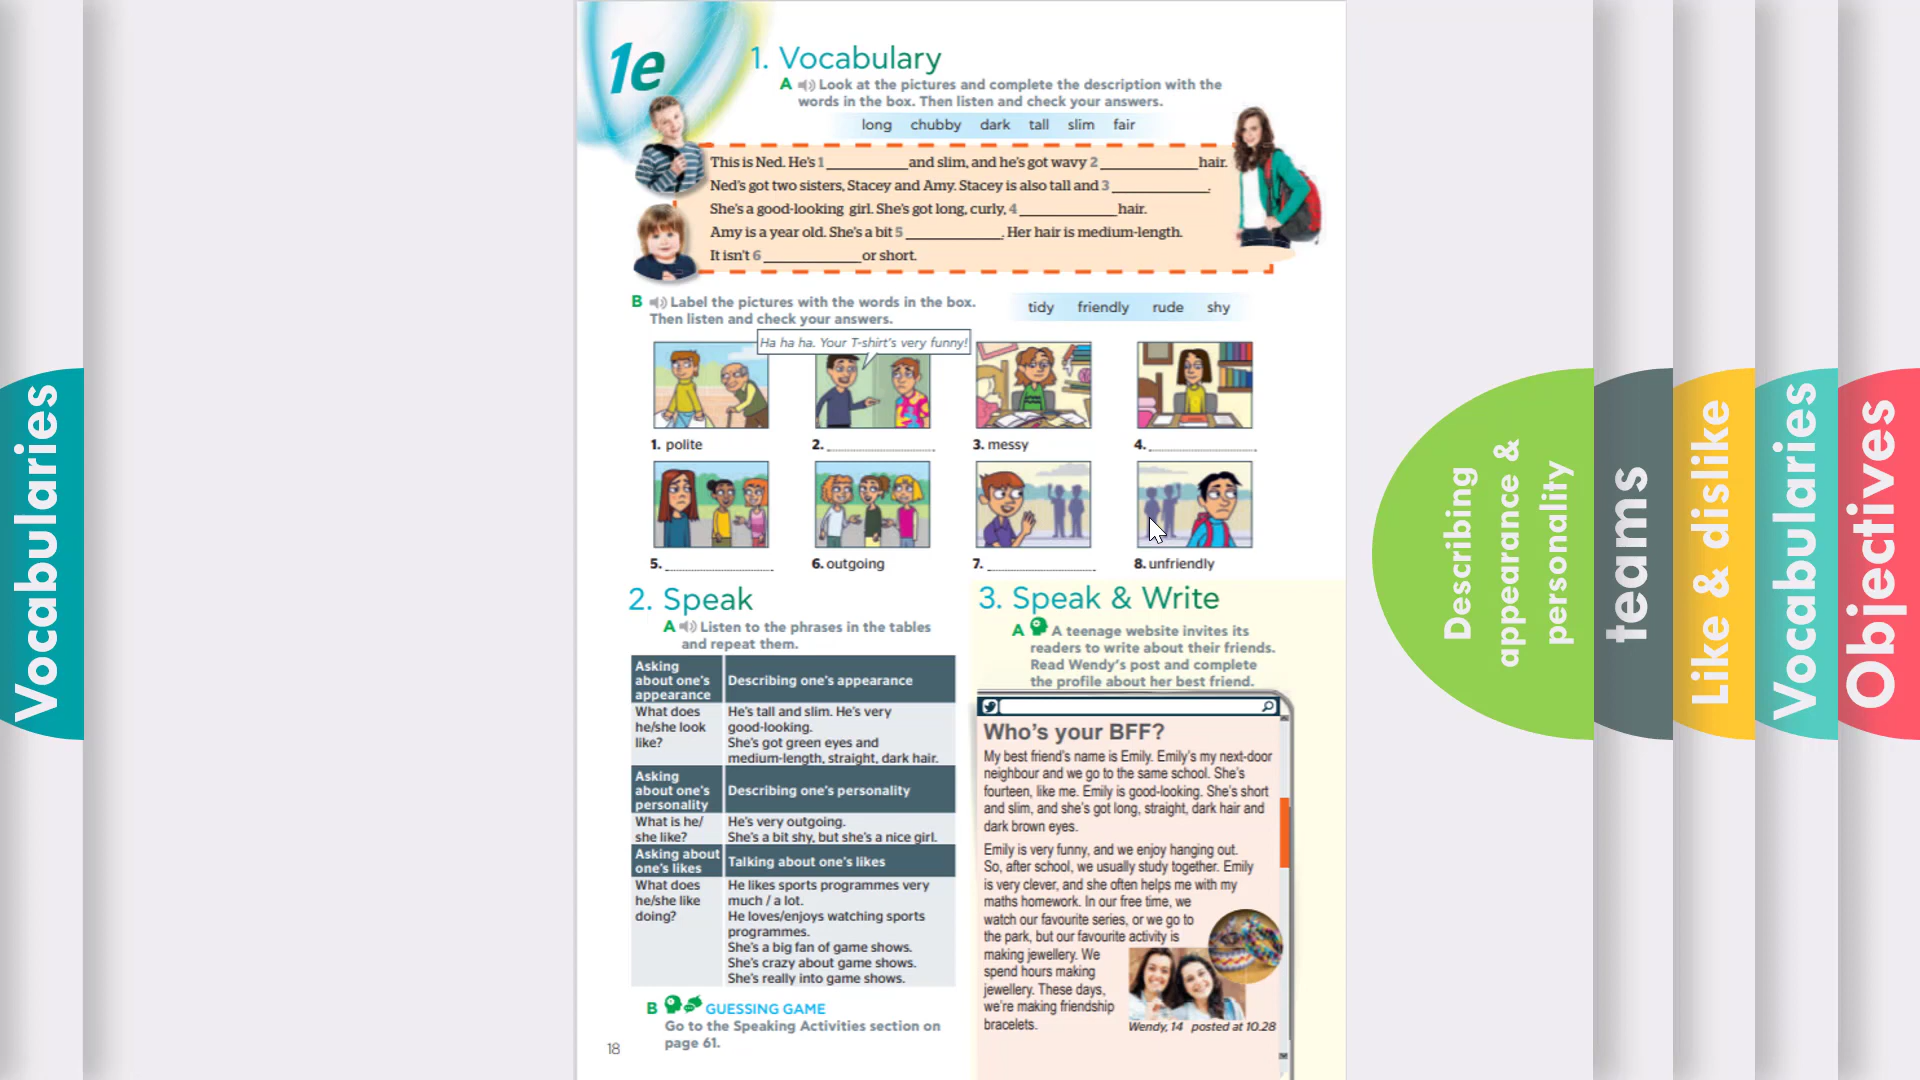 Vocabularies
1e
1. Vocabulary
A Look at the pictures and complete the description with the
words in the box. Then listen and check your answers.
long chubby dark tall slim fair
This is Ned. He's 1 __________ and slim, and he's got wavy 2 ____________ hair.
Ned's got two sisters, Stacey and Amy. Stacey is also tall and 3 ____________.
She's a good-looking girl. She's got long, curly, 4 ____________ hair.
Amy is a year old. She's a bit 5 ____________. Her hair is medium-length.
It isn't 6 ____________ or short.
B Label the pictures with the words in the box.
Then listen and check your answers.
tidy friendly rude shy
Ha ha ha. Your T-shirt's very funny!
1. polite
2.
3. messy
4.
5.
6. outgoing
7.
8. unfriendly
2. Speak
A Listen to the phrases in the tables
and repeat them.
Asking
about one's
appearance
Describing one's appearance
What does
he/she look
like?
He's tall and slim. He's very
good-looking.
She's got green eyes and
medium-length, straight, dark hair.
Asking
about one's
personality
Describing one's personality
What is he/
she like?
He's very outgoing.
She's a bit shy, but she's a nice girl.
Asking about
one's likes
Talking about one's likes
What does
he/she like
doing?
He likes sports programmes very
much / a lot.
He loves/enjoys watching sports
programmes.
She's a big fan of game shows.
She's crazy about game shows.
She's really into game shows.
B GUESSING GAME
Go to the Speaking Activities section on
page 61.
18
3. Speak & Write
A A teenage website invites its
readers to write about their friends.
Read Wendy's post and complete
the profile about her best friend.
Who's your BFF?
My best friend's name is Emily. Emily's my next-door
neighbour and we go to the same school. She's
fourteen, like me. Emily is good-looking. She's short
and slim, and she's got long, straight, dark hair and
dark brown eyes.
Emily is very funny, and we enjoy hanging out.
So, after school, we usually study together. Emily
is very clever, and she often helps me with my
maths homework. In our free time, we
watch our favourite series, or we go to
the park, but our favourite activity is
making jewellery. We
spend hours making
jewellery. These days,
we're making friendship
bracelets.
Wendy, 14 posted at 10.28
Describing
appearance &
personality
teams
Like & dislike
Vocabularies
Objectives